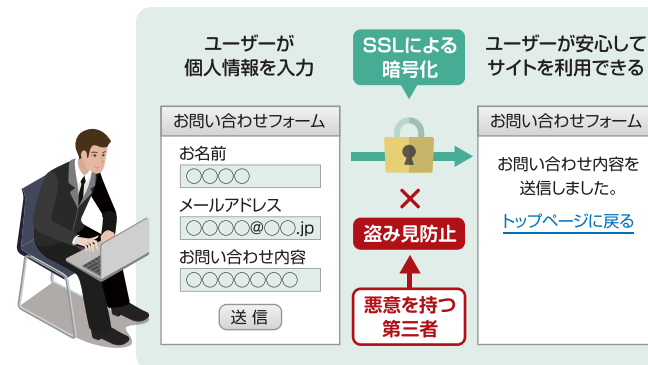 ユーザーが
個人情報を入力
SSLによる
暗号化
ユーザーが安心して
サイトを利用できる
お問い合わせフォーム
お名前
○○○○
メールアドレス
○○○○@○○.jp
お問い合わせ内容
○○○○○○○
送信
盗み見防止
悪意を持つ
第三者
お問い合わせフォーム
お問い合わせ内容を
送信しました。
トップページに戻る